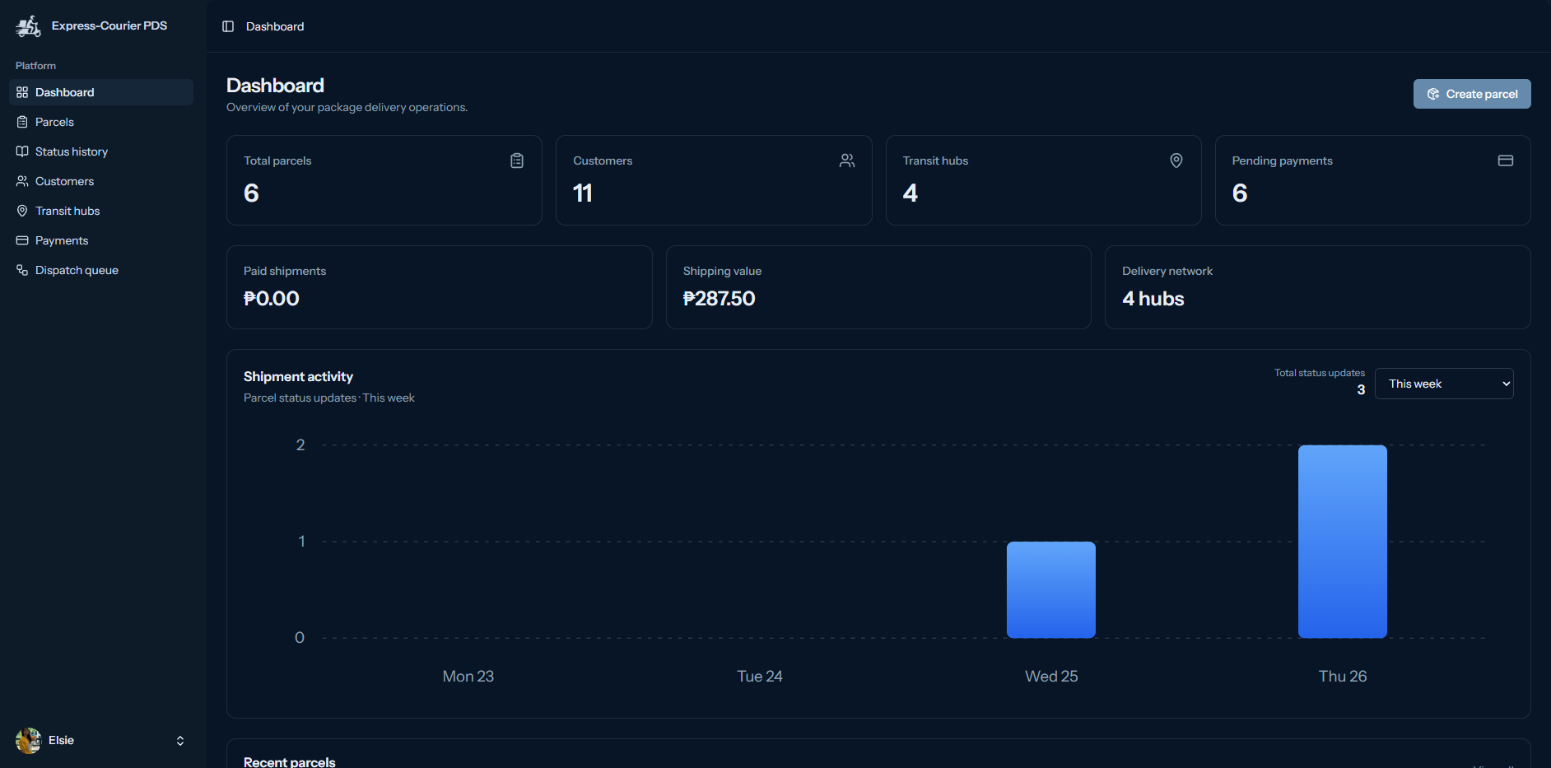 Express-Courier PDS
Platform
Dashboard
Parcels
Status history
Customers
Transit hubs
Payments
Dispatch queue
Elsie
Dashboard
Dashboard
Overview of your package delivery operations.
Create parcel
Total parcels
6
Customers
11
Transit hubs
4
Pending payments
6
Paid shipments
₱0.00
Shipping value
₱287.50
Delivery network
4 hubs
Shipment activity
Parcel status updates · This week
Total status updates
3
This week
2
1
0
Mon 23
Tue 24
Wed 25
Thu 26
Recent parcels